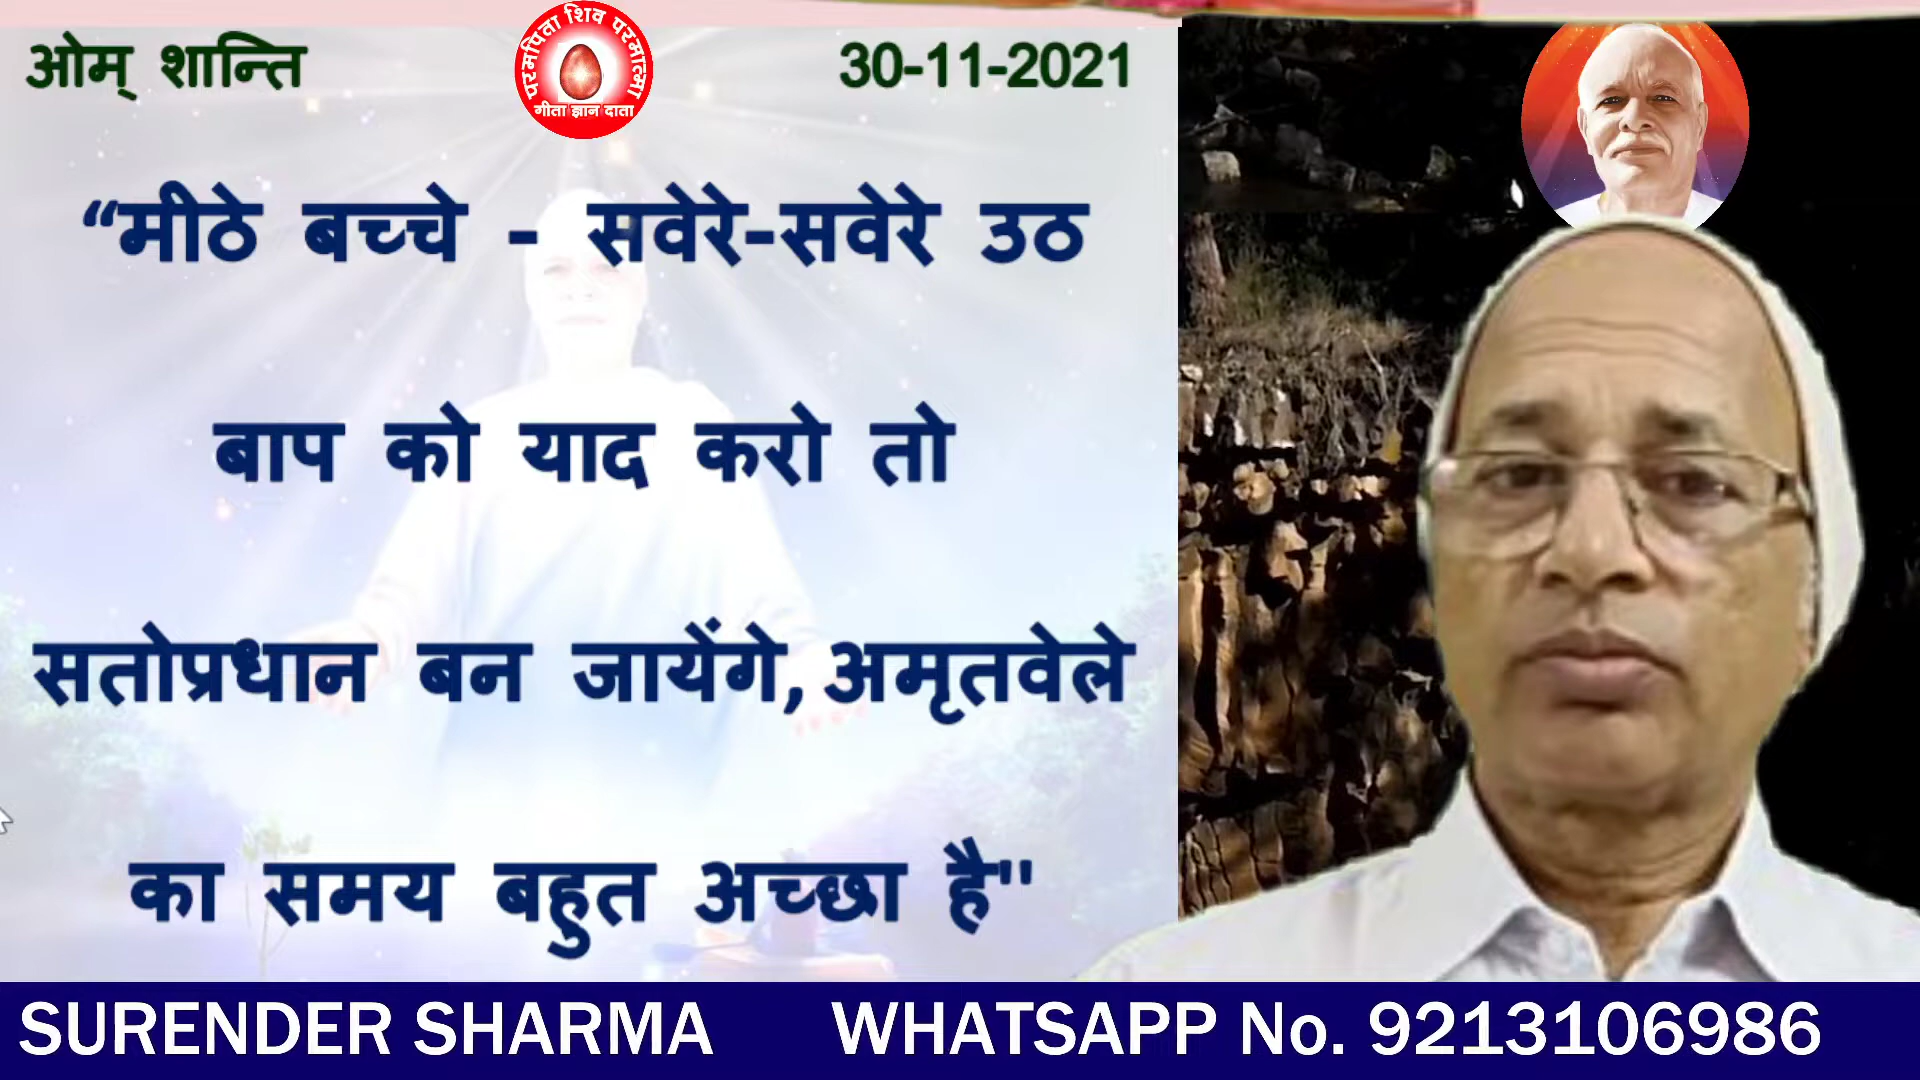 ओम् शान्ति
परमपिता शिव परमात्मा
गीता ज्ञान दाता
30-11-2021
“मीठे बच्चे - सवेरे-सवेरे उठ
बाप को याद करो तो
सतोप्रधान बन जायेंगे, अमृतवेले
का समय बहुत अच्छा है"
SURENDER SHARMA WHATSAPP No. 9213106986